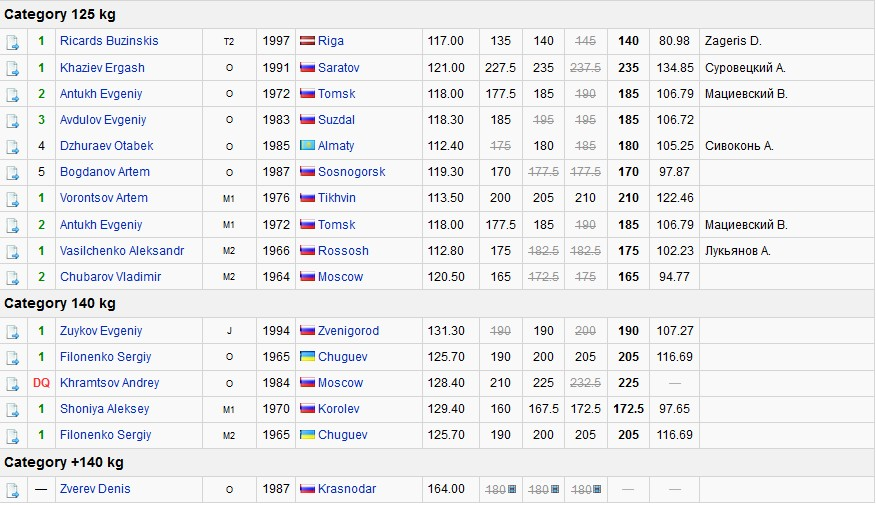 Category 125 kg
1 Ricards Buzinskis T2 1997 Riga 117.00 135 140 145 140 80.98 Zageris D.
1 Khaziev Ergash O 1991 Saratov 121.00 227.5 235 237.5 235 134.85 Суровецкий А.
2 Antukh Evgeniy O 1972 Tomsk 118.00 177.5 185 190 185 106.79 Мациевский В.
3 Avdulov Evgeniy O 1983 Suzdal 118.30 185 195 195 185 106.72
4 Dzhuraev Otabek O 1985 Almaty 112.40 175 180 185 180 105.25 Сивоконь А.
5 Bogdanov Artem O 1987 Sosnogorsk 119.30 170 177.5 177.5 170 97.87
1 Vorontsov Artem M1 1976 Tikhvin 113.50 200 205 210 210 122.46
2 Antukh Evgeniy M1 1972 Tomsk 118.00 177.5 185 190 185 106.79 Мациевский В.
1 Vasilchenko Aleksandr M2 1966 Rossosh 112.80 175 182.5 182.5 175 102.23 Лукьянов А.
2 Chubarov Vladimir M2 1964 Moscow 120.50 165 172.5 175 165 94.77
Category 140 kg
1 Zuykov Evgeniy J 1994 Zvenigorod 131.30 190 190 200 190 107.27
1 Filonenko Sergiy O 1965 Chuguev 125.70 190 200 205 205 116.69
DQ Khramtsov Andrey O 1984 Moscow 128.40 210 225 232.5 225 —
1 Shoniya Aleksey M1 1970 Korolev 129.40 160 167.5 172.5 172.5 97.65
1 Filonenko Sergiy M2 1965 Chuguev 125.70 190 200 205 205 116.69
Category +140 kg
— Zverev Denis O 1987 Krasnodar 164.00 180 180 180 — —